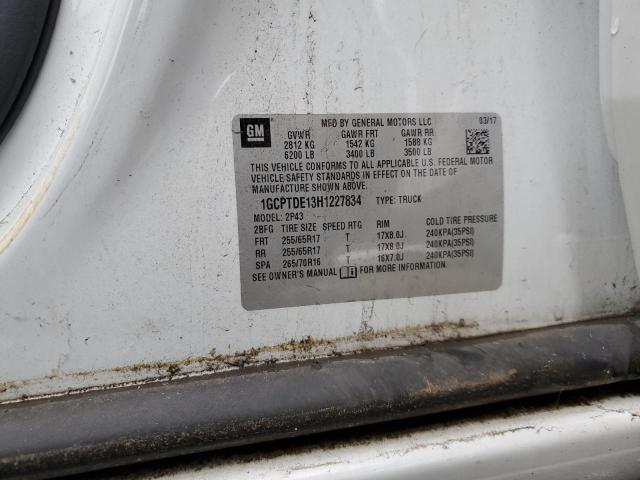 GM
MFD BY GENERAL MOTORS LLC 03/17
GVWR GAWR FRT GAWR RR
2812 KG 1542 KG 1588 KG
6200 LB 3400 LB 3500 LB
THIS VEHICLE CONFORMS TO ALL APPLICABLE U.S. FEDERAL MOTOR
VEHICLE SAFETY STANDARDS IN EFFECT ON THE DATE OF
MANUFACTURE SHOWN ABOVE.
1GCPTDE13H1227834 TYPE: TRUCK
MODEL: 2P43
2BFG TIRE SIZE SPEED RTG RIM COLD TIRE PRESSURE
FRT 255/65R17 T 17X8.0J 240KPA(35PSI)
RR 255/65R17 T 17X8.0J 240KPA(35PSI)
SPA 265/70R16 T 16X7.0J 240KPA(35PSI)
SEE OWNER'S MANUAL FOR MORE INFORMATION.